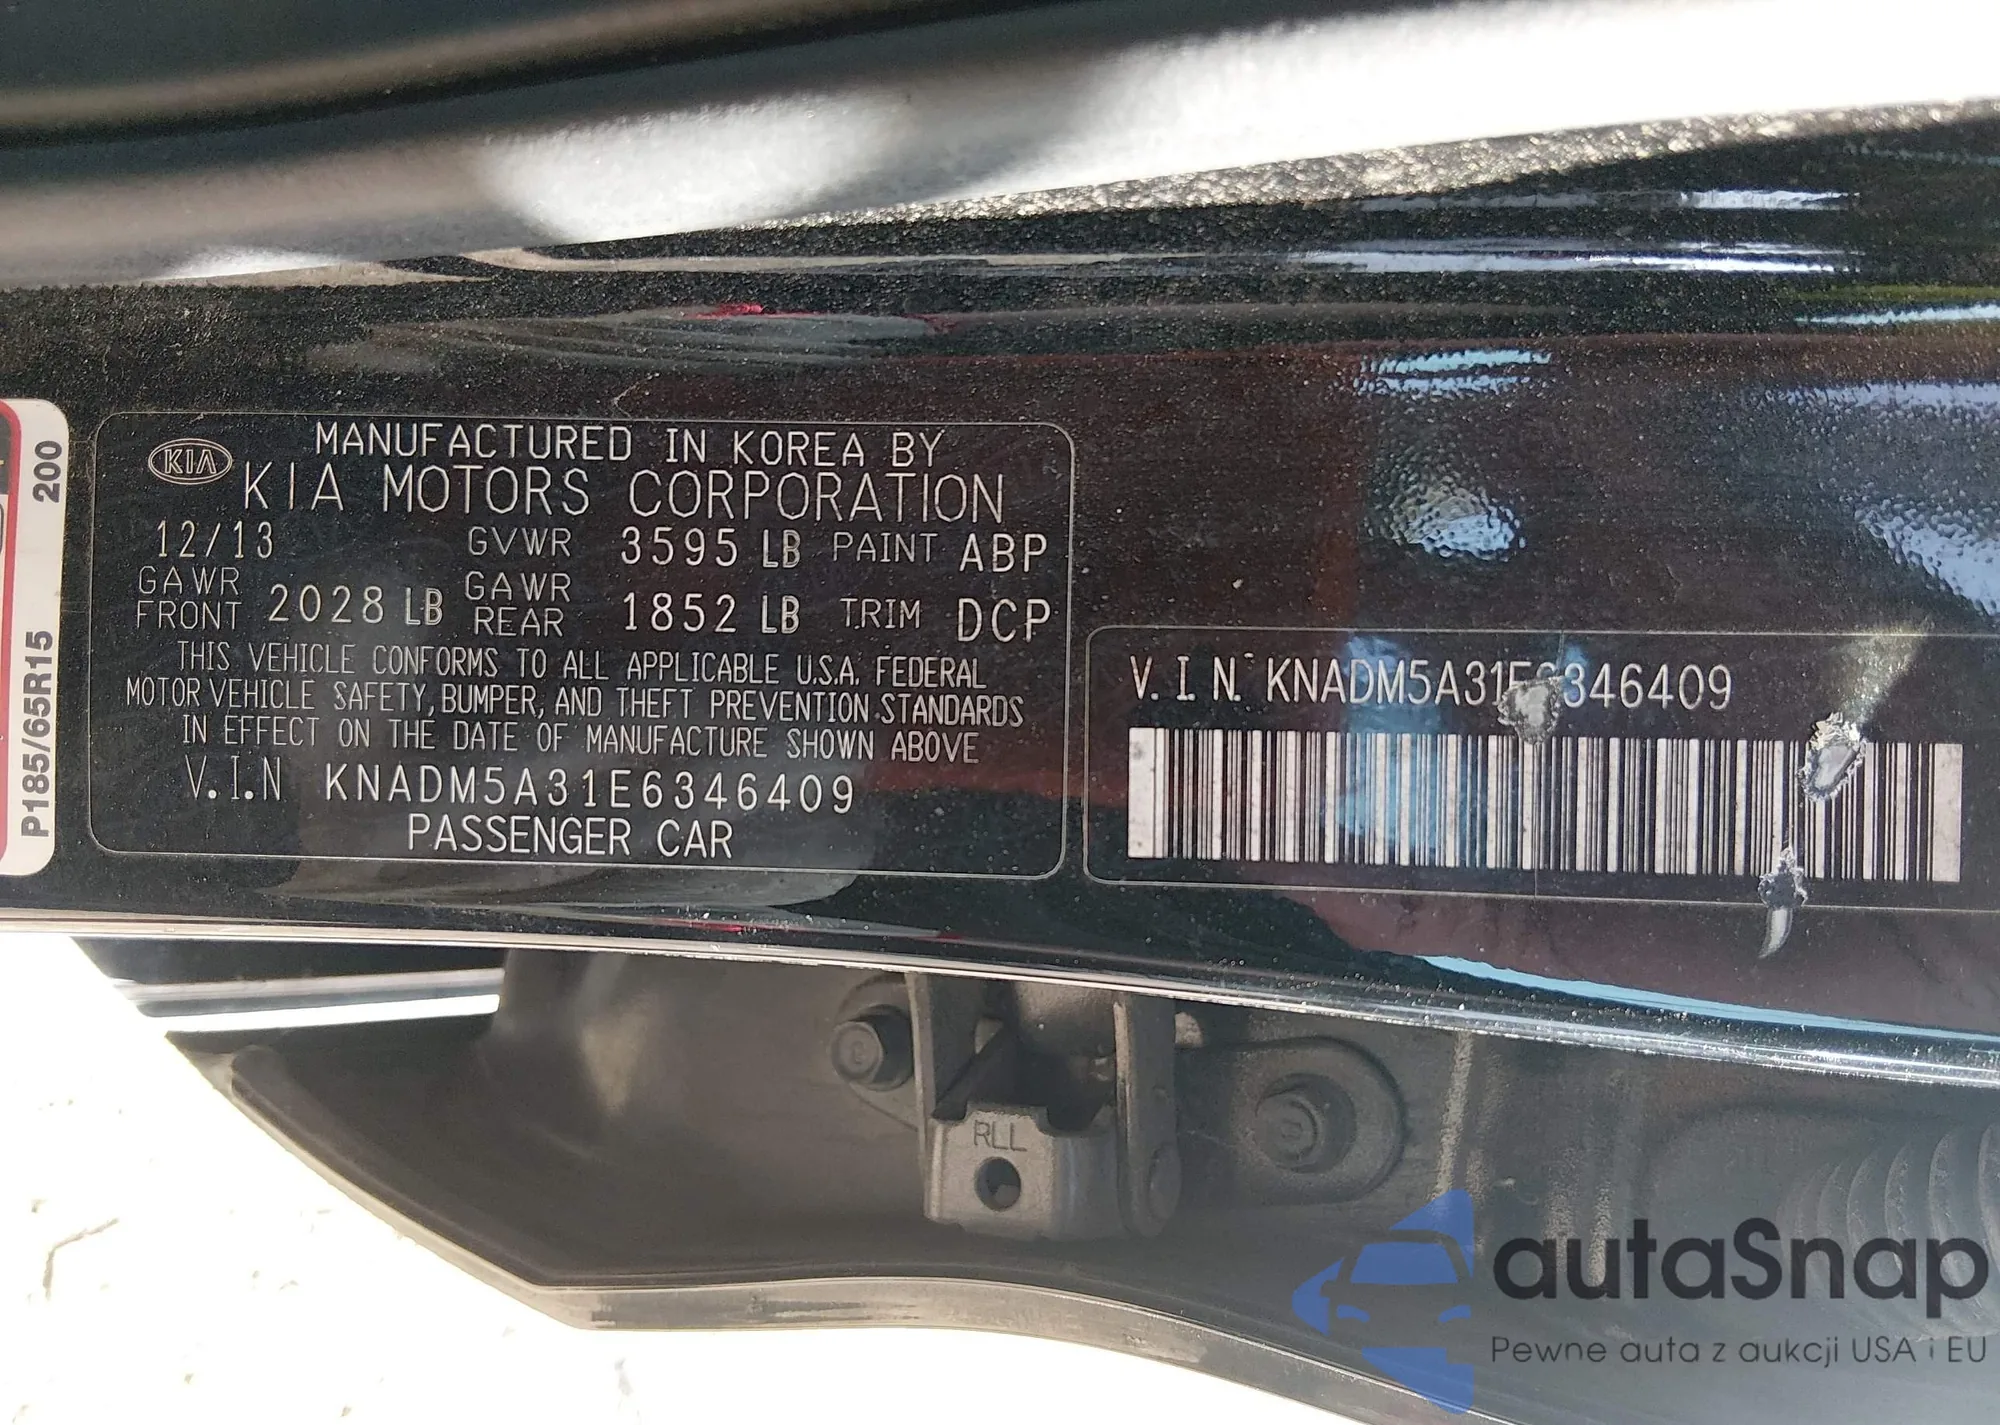 KIA
MANUFACTURED IN KOREA BY
KIA MOTORS CORPORATION
12/13 GVWR 3595 LB PAINT ABP
GAWR FRONT 2028 LB GAWR REAR 1852 LB TRIM DCP
THIS VEHICLE CONFORMS TO ALL APPLICABLE U.S.A. FEDERAL
MOTOR VEHICLE SAFETY, BUMPER, AND THEFT PREVENTION STANDARDS
IN EFFECT ON THE DATE OF MANUFACTURE SHOWN ABOVE
V.I.N KNADM5A31E6346409
PASSENGER CAR
V.I.N. KNADM5A31E6346409
P185/65R15 200
RLL
autaSnap
Pewne auta z aukcji USA i EU